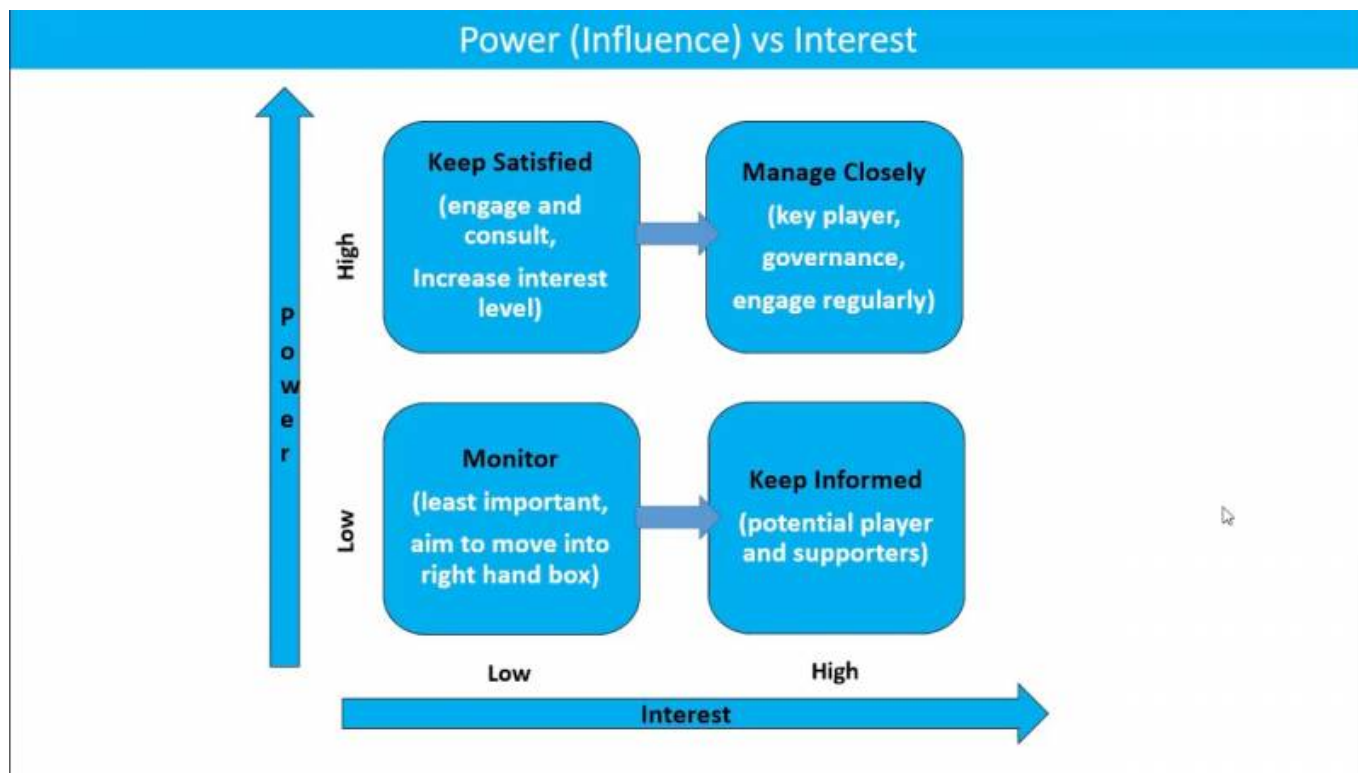 Power (Influence) vs Interest
Power
High
Keep Satisfied
(engage and
consult,
Increase interest
level)
Manage Closely
(key player,
governance,
engage regularly)
Low
Monitor
(least important,
aim to move into
right hand box)
Keep Informed
(potential player
and supporters)
Low
High
Interest